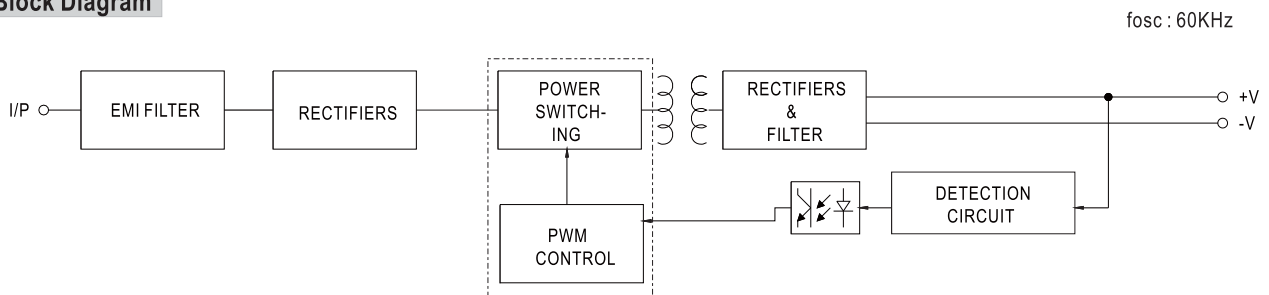 Block Diagram
fosc : 60KHz
I/P
EMI FILTER
RECTIFIERS
POWER
SWITCH-
ING
RECTIFIERS
&
FILTER
+V
-V
PWM
CONTROL
DETECTION
CIRCUIT